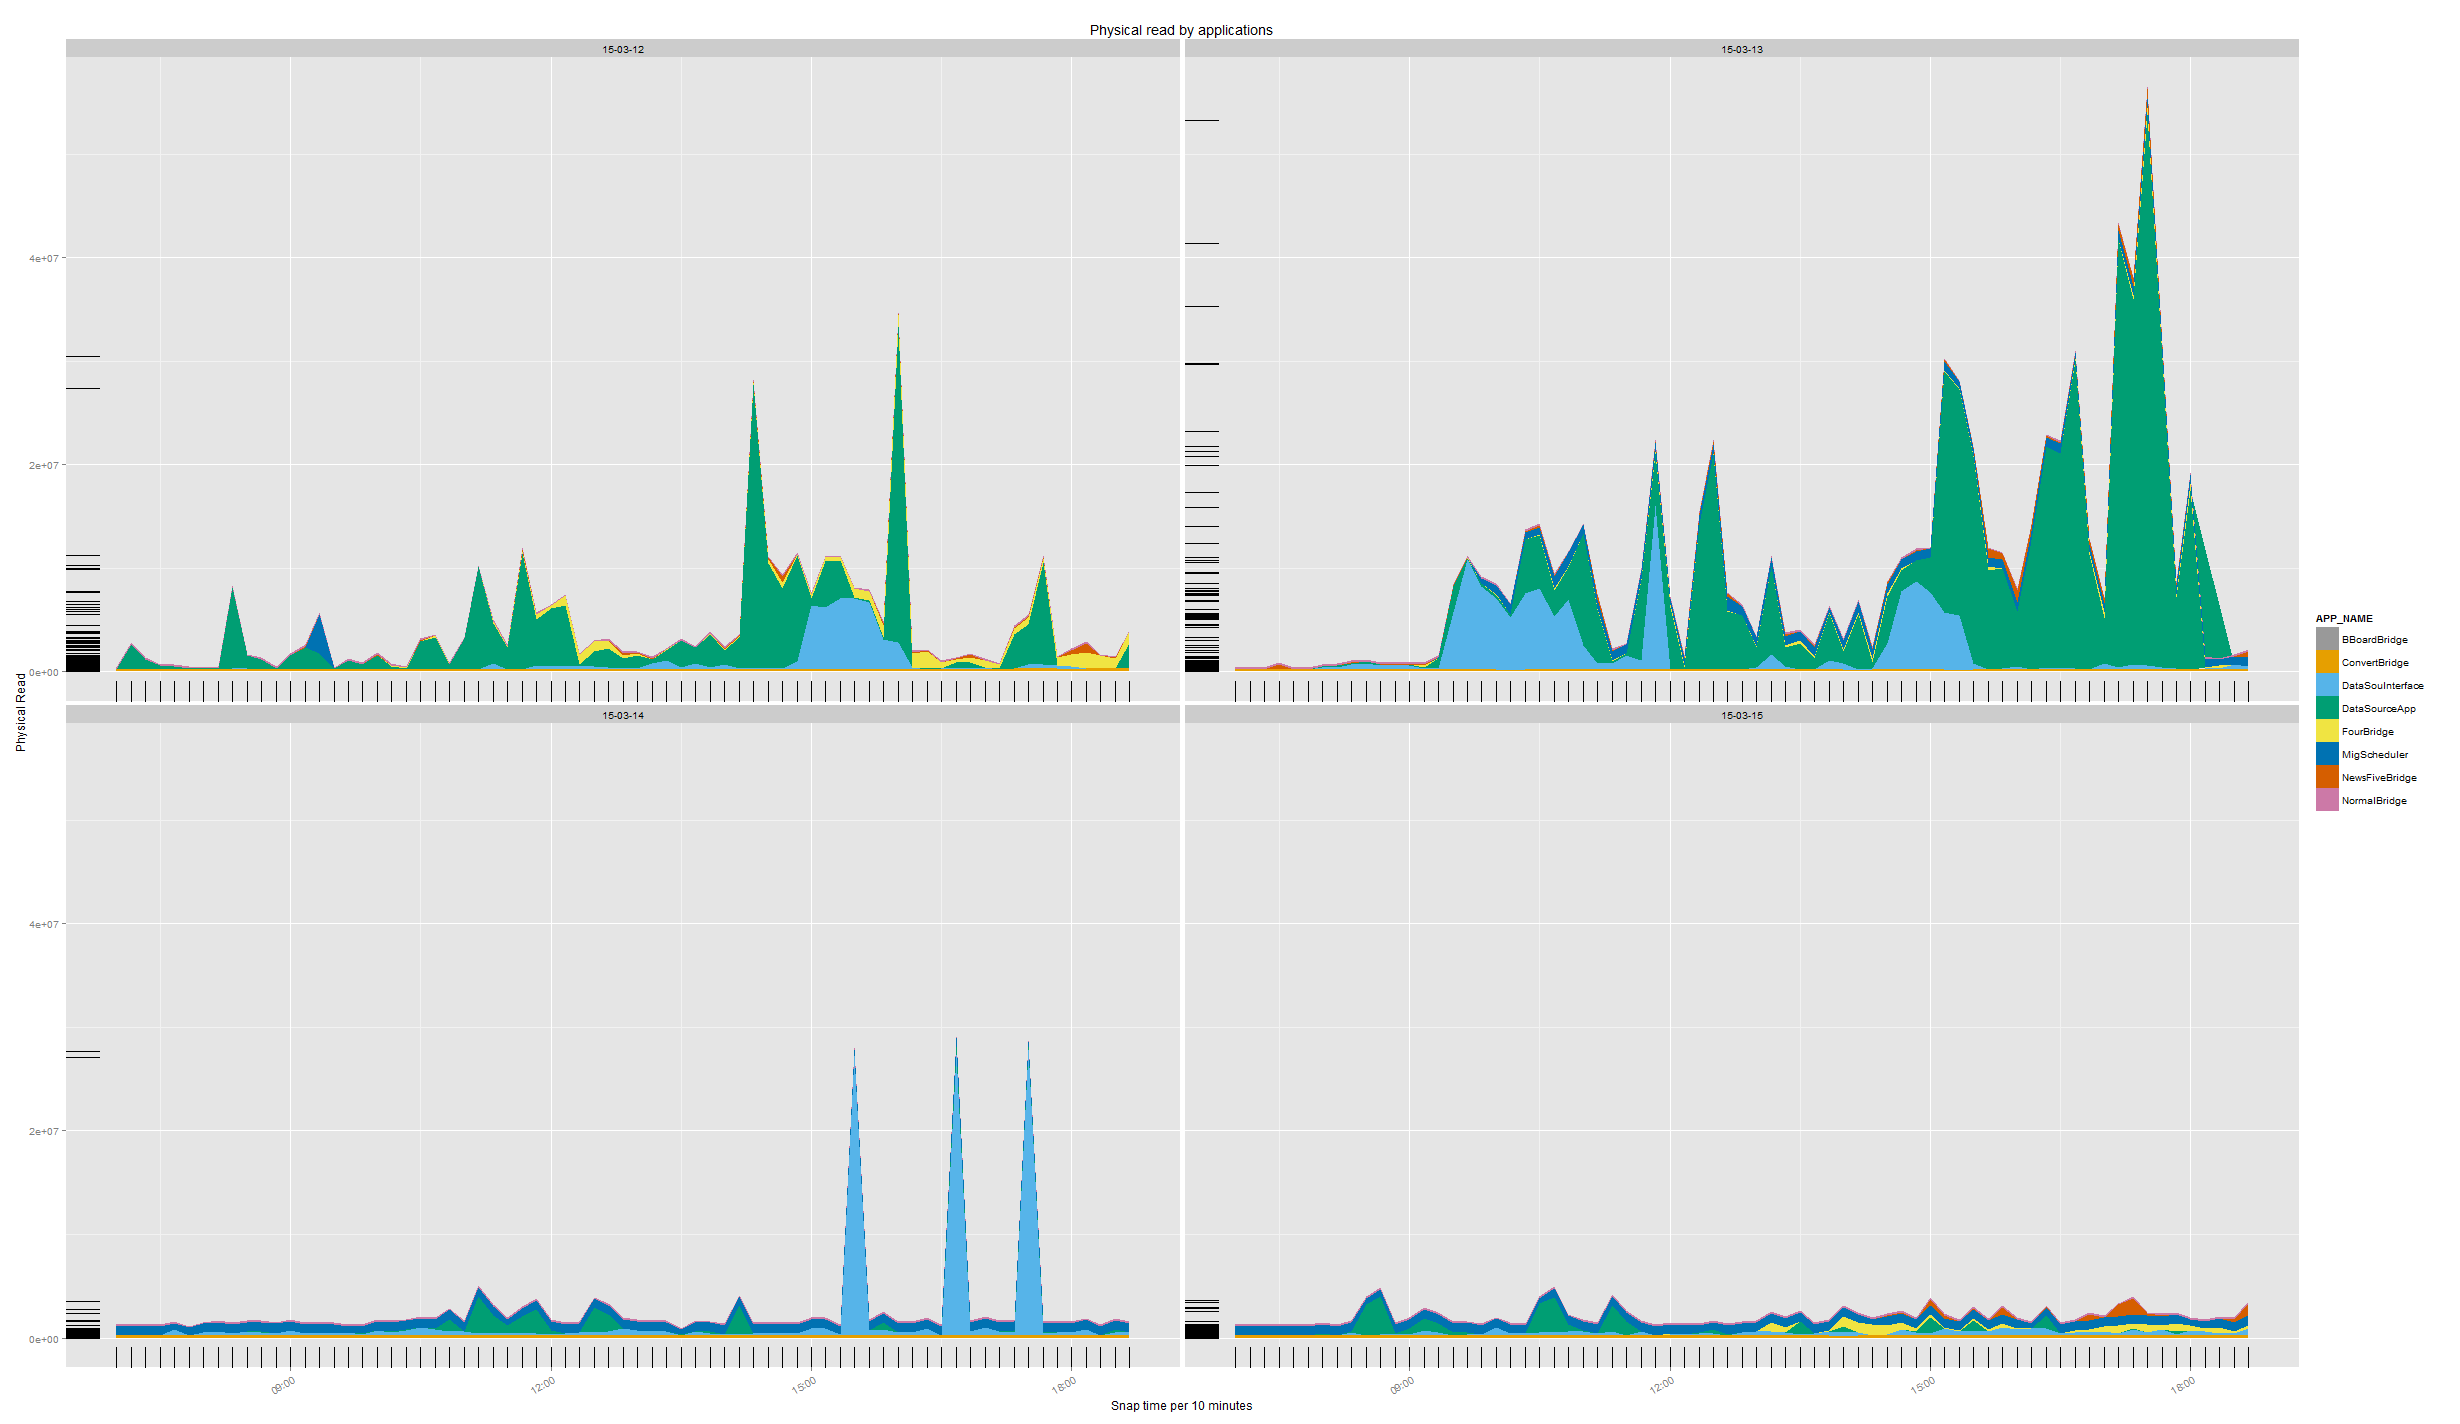 Physical read by applications
15-03-12
15-03-13
4e+07
2e+07
0e+00
Physical Read
15-03-14
15-03-15
4e+07
2e+07
0e+00
09:00
12:00
15:00
18:00
09:00
12:00
15:00
18:00
Snap time per 10 minutes
APP_NAME
BBoardBridge
ConvertBridge
DataSouInterface
DataSourceApp
FourBridge
MigScheduler
NewsFiveBridge
NormalBridge